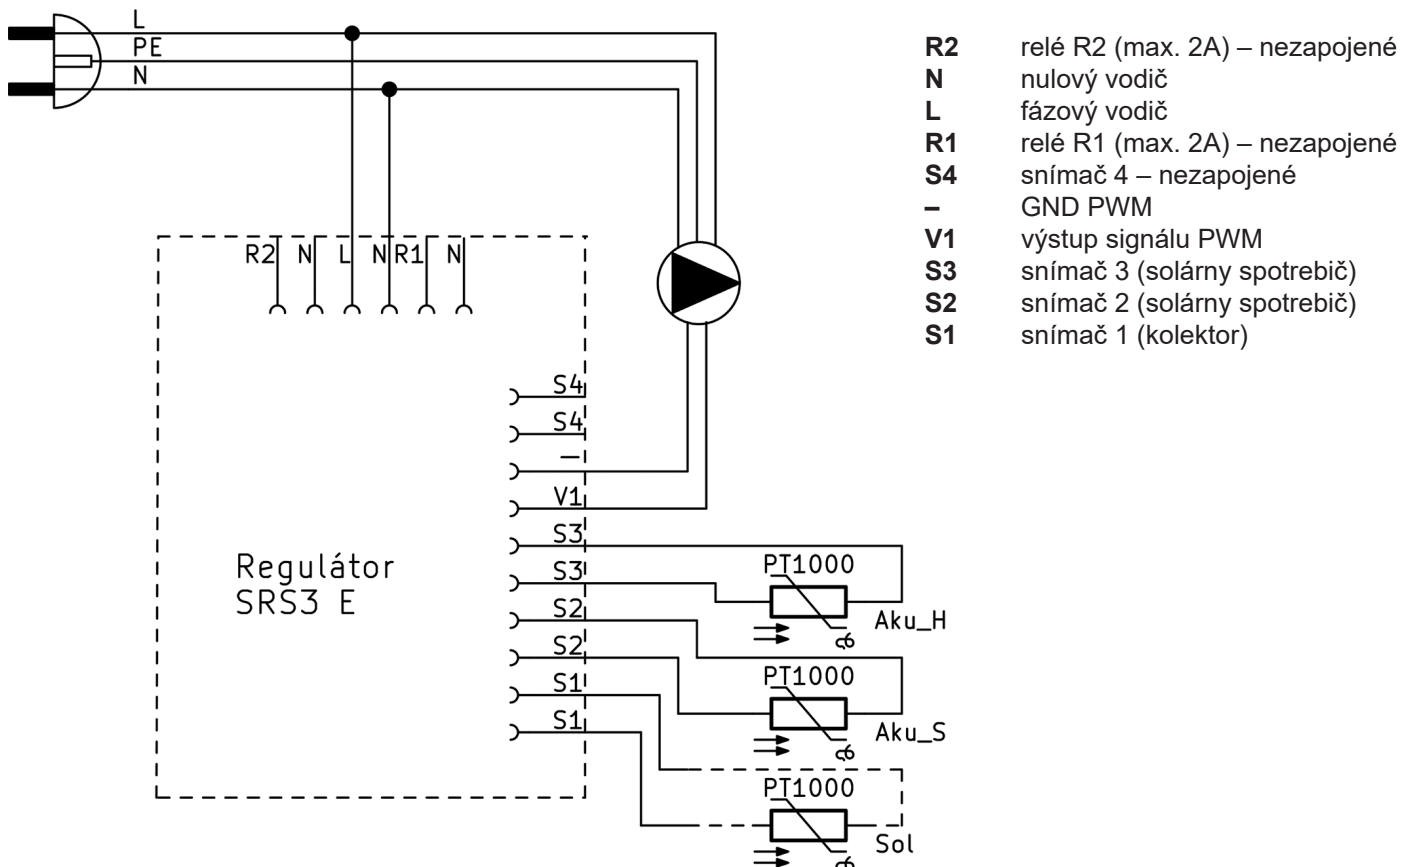 L
PE
N
R2 N L N R1 N
S4
S4
–
V1
S3
S3
S2
S2
S1
S1
Regulátor
SRS3 E
PT1000
Aku_H
PT1000
Aku_S
PT1000
Sol
R2 relé R2 (max. 2A) – nezapojené
N nulový vodič
L fázový vodič
R1 relé R1 (max. 2A) – nezapojené
S4 snímač 4 – nezapojené
– GND PWM
V1 výstup signálu PWM
S3 snímač 3 (solárny spotrebič)
S2 snímač 2 (solárny spotrebič)
S1 snímač 1 (kolektor)